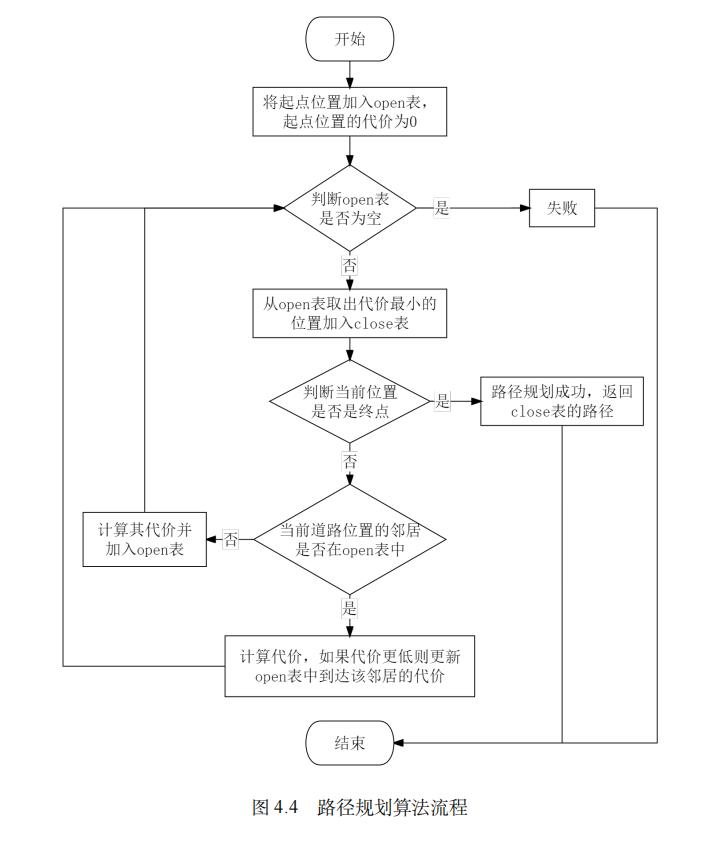 开始
将起点位置加入open表，
起点位置的代价为0
判断open表
是否为空
是
失败
否
从open表取出代价最小的
位置加入close表
判断当前位置
是否是终点
是
路径规划成功，返回
close表的路径
否
当前道路位置的邻居
是否在open表中
否
计算其代价并
加入open表
是
计算代价，如果代价更低则更新
open表中到达该邻居的代价
结束
图 4.4 路径规划算法流程